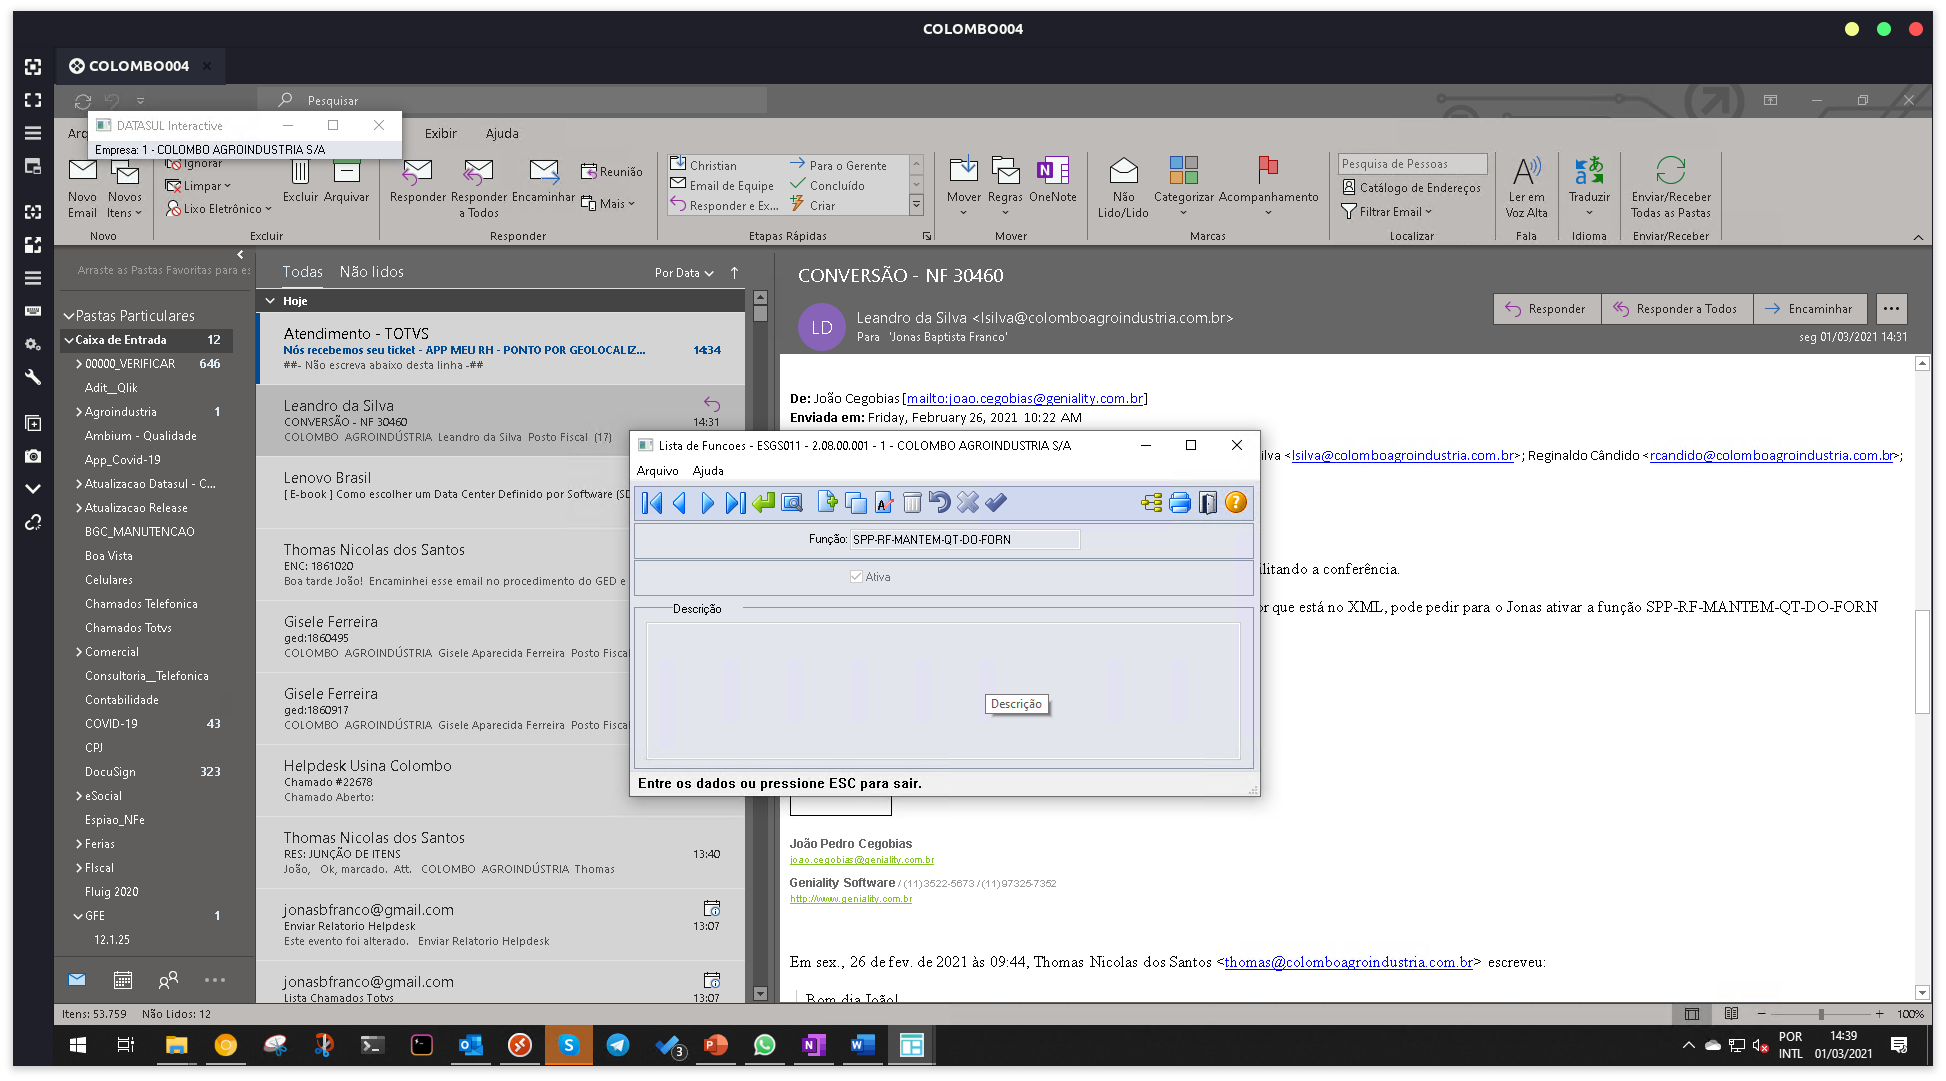 COLOMBO004
COLOMBO004
Pesquisar
DATASUL Interactive
Empresa: 1 - COLOMBO AGROINDUSTRIA S/A
Exibir
Ajuda
Novo Email
Novos Itens
Ignorar
Limpar
Lixo Eletrônico
Excluir
Arquivar
Responder
Responder a Todos
Encaminhar
Reunião
Mais
Christian
Email de Equipe
Responder e Ex...
Para o Gerente
Concluído
Criar
Mover
Regras
OneNote
Não Lido/Lido
Categorizar
Acompanhamento
Pesquisa de Pessoas
Catálogo de Endereços
Filtrar Email
Ler em Voz Alta
Traduzir
Enviar/Receber Todas as Pastas
Novo
Excluir
Responder
Etapas Rápidas
Mover
Marcas
Localizar
Fala
Idioma
Enviar/Receber
Arraste as Pastas Favoritas para es
Pastas Particulares
Caixa de Entrada 12
00000_VERIFICAR 646
Adit__Qlik
Agroindustria 1
Ambium - Qualidade
App_Covid-19
Atualizacao Datasul - C...
Atualizacao Release
BGC_MANUTENCAO
Boa Vista
Celulares
Chamados Telefonica
Chamados Totvs
Comercial
Consultoria__Telefonica
Contabilidade
COVID-19 43
CPJ
DocuSign 323
eSocial
Espiao_NFe
Ferias
FIscal
Fluig 2020
GFE 1
12.1.25
Todas
Não lidos
Por Data
Hoje
Atendimento - TOTVS
Nós recebemos seu ticket - APP MEU RH - PONTO POR GEOLOCALIZ... 14:34
##- Não escreva abaixo desta linha -##
Leandro da Silva
CONVERSÃO - NF 30460 14:31
COLOMBO AGROINDÚSTRIA Leandro da Silva Posto Fiscal (17)
Lenovo Brasil
[ E-book ] Como escolher um Data Center Definido por Software (SD
Thomas Nicolas dos Santos
ENC: 1861020
Boa tarde João! Encaminhei esse email no procedimento do GED e
Gisele Ferreira
ged:1860495
COLOMBO AGROINDÚSTRIA Gisele Aparecida Ferreira Posto Fisca
Gisele Ferreira
ged:1860917
COLOMBO AGROINDÚSTRIA Gisele Aparecida Ferreira Posto Fisca
Helpdesk Usina Colombo
Chamado #22678
Chamado Aberto:
Thomas Nicolas dos Santos
RES: JUNÇÃO DE ITENS 13:40
João, Ok, marcado. Att. COLOMBO AGROINDÚSTRIA Thomas
jonasbfranco@gmail.com
Enviar Relatorio Helpdesk 13:07
Este evento foi alterado. Enviar Relatorio Helpdesk
jonasbfranco@gmail.com
Lista Chamados Totvs 13:07
CONVERSÃO - NF 30460
LD
Leandro da Silva <lsilva@colomboagroindustria.com.br>
Para 'Jonas Baptista Franco'
Responder
Responder a Todos
Encaminhar
seg 01/03/2021 14:31
De: João Cegobias [mailto:joao.cegobias@geniality.com.br]
Enviada em: Friday, February 26, 2021 10:22 AM
ilva <lsilva@colomboagroindustria.com.br>; Reginaldo Cândido <rcandido@colomboagroindustria.com.br>;
litando a conferência.
or que está no XML, pode pedir para o Jonas ativar a função SPP-RF-MANTEM-QT-DO-FORN
Lista de Funcoes - ESGS011 - 2.08.00.001 - 1 - COLOMBO AGROINDUSTRIA S/A
Arquivo
Ajuda
Função: SPP-RF-MANTEM-QT-DO-FORN
Ativa
Descrição
Descrição
Entre os dados ou pressione ESC para sair.
João Pedro Cegobias
joao.cegobias@geniality.com.br
Geniality Software / (11)3522-5673 / (11)97325-7352
http://www.geniality.com.br
Em sex., 26 de fev. de 2021 às 09:44, Thomas Nicolas dos Santos <thomas@colomboagroindustria.com.br> escreveu:
Bom dia João!
Itens: 53.759
Não Lidos: 12
100%
3
POR
INTL
14:39
01/03/2021